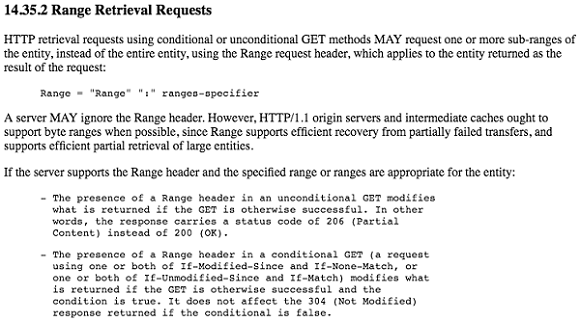 14.35.2 Range Retrieval Requests
HTTP retrieval requests using conditional or unconditional GET methods MAY request one or more sub-ranges of
the entity, instead of the entire entity, using the Range request header, which applies to the entity returned as the
result of the request:
Range = "Range" ":" ranges-specifier
A server MAY ignore the Range header. However, HTTP/1.1 origin servers and intermediate caches ought to
support byte ranges when possible, since Range supports efficient recovery from partially failed transfers, and
supports efficient partial retrieval of large entities.
If the server supports the Range header and the specified range or ranges are appropriate for the entity:
- The presence of a Range header in an unconditional GET modifies
what is returned if the GET is otherwise successful. In other
words, the response carries a status code of 206 (Partial
Content) instead of 200 (OK).
- The presence of a Range header in a conditional GET (a request
using one or both of If-Modified-Since and If-None-Match, or
one or both of If-Unmodified-Since and If-Match) modifies what
is returned if the GET is otherwise successful and the
condition is true. It does not affect the 304 (Not Modified)
response returned if the conditional is false.